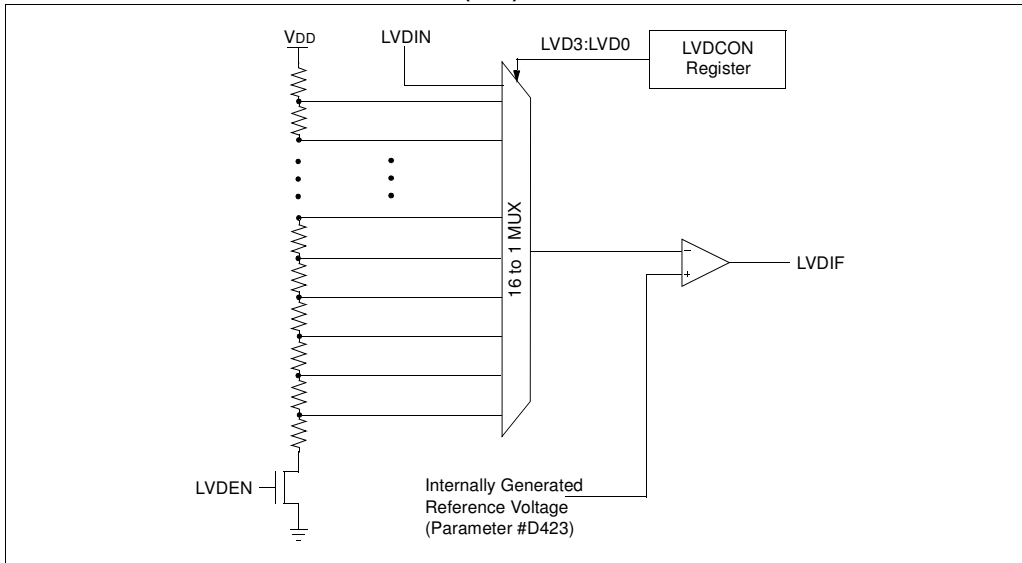 VDD
LVDIN
LVD3:LVD0
LVDCON
Register
16 to 1 MUX
–
+
LVDIF
LVDEN
Internally Generated
Reference Voltage
(Parameter #D423)